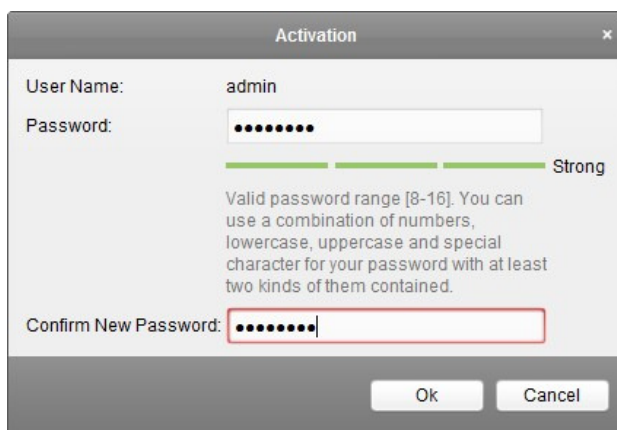 Activation ×
User Name: admin
Password: ●●●●●●●●
Strong
Valid password range [8-16]. You can
use a combination of numbers,
lowercase, uppercase and special
character for your password with at least
two kinds of them contained.
Confirm New Password: ●●●●●●●●
Ok Cancel